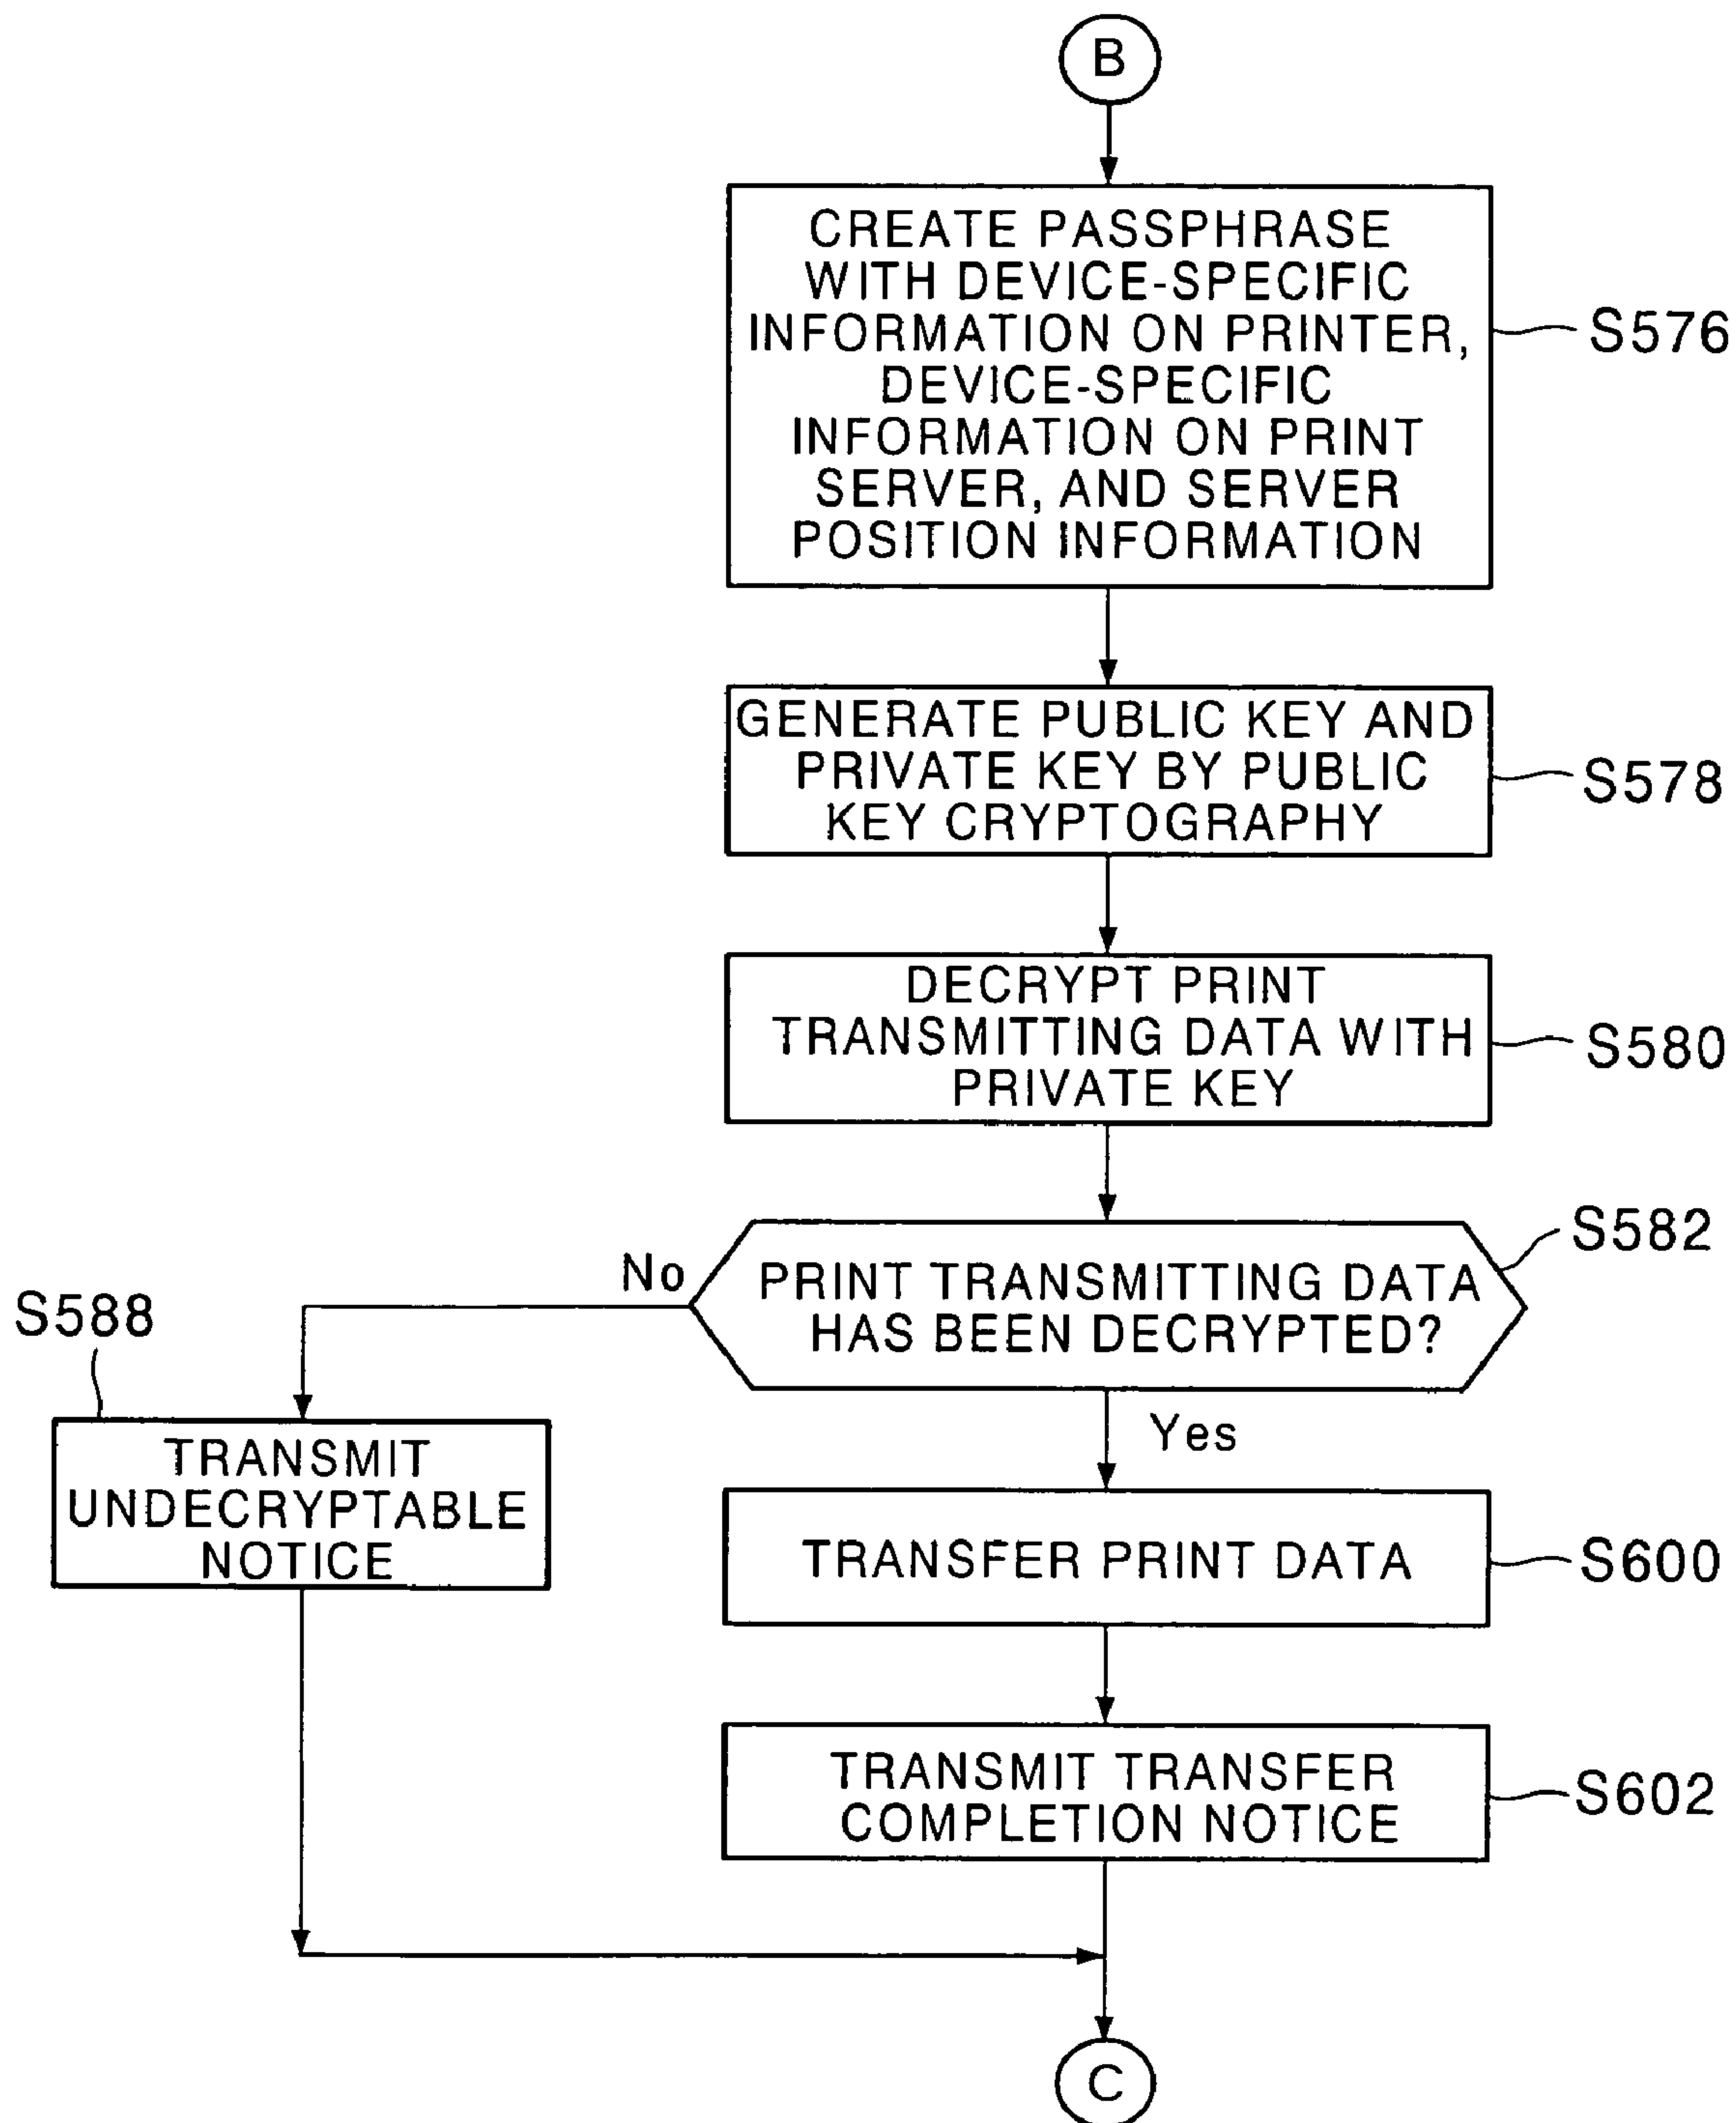 B
CREATE PASSPHRASE
WITH DEVICE-SPECIFIC
INFORMATION ON PRINTER,
DEVICE-SPECIFIC
INFORMATION ON PRINT
SERVER, AND SERVER
POSITION INFORMATION
S576
GENERATE PUBLIC KEY AND
PRIVATE KEY BY PUBLIC
KEY CRYPTOGRAPHY
S578
DECRYPT PRINT
TRANSMITTING DATA WITH
PRIVATE KEY
S580
PRINT TRANSMITTING DATA
HAS BEEN DECRYPTED?
S582
No
S588
TRANSMIT
UNDECRYPTABLE
NOTICE
Yes
TRANSFER PRINT DATA
S600
TRANSMIT TRANSFER
COMPLETION NOTICE
S602
C